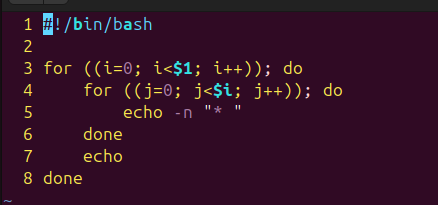 1 #!/bin/bash
2
3 for ((i=0; i<$1; i++)); do
4     for ((j=0; j<$i; j++)); do
5         echo -n "* "
6     done
7     echo
8 done
~